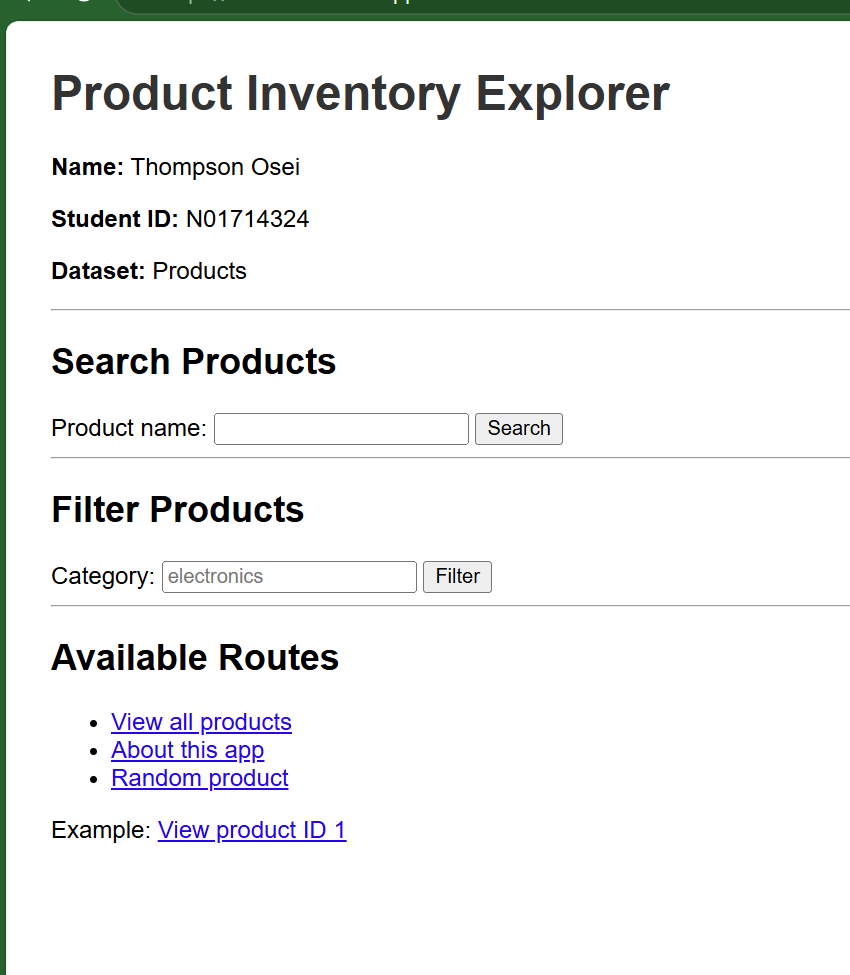 Product Inventory Explorer
Name: Thompson Osei
Student ID: N01714324
Dataset: Products
Search Products
Product name: Search
Filter Products
Category: electronics Filter
Available Routes
View all products
About this app
Random product
Example: View product ID 1